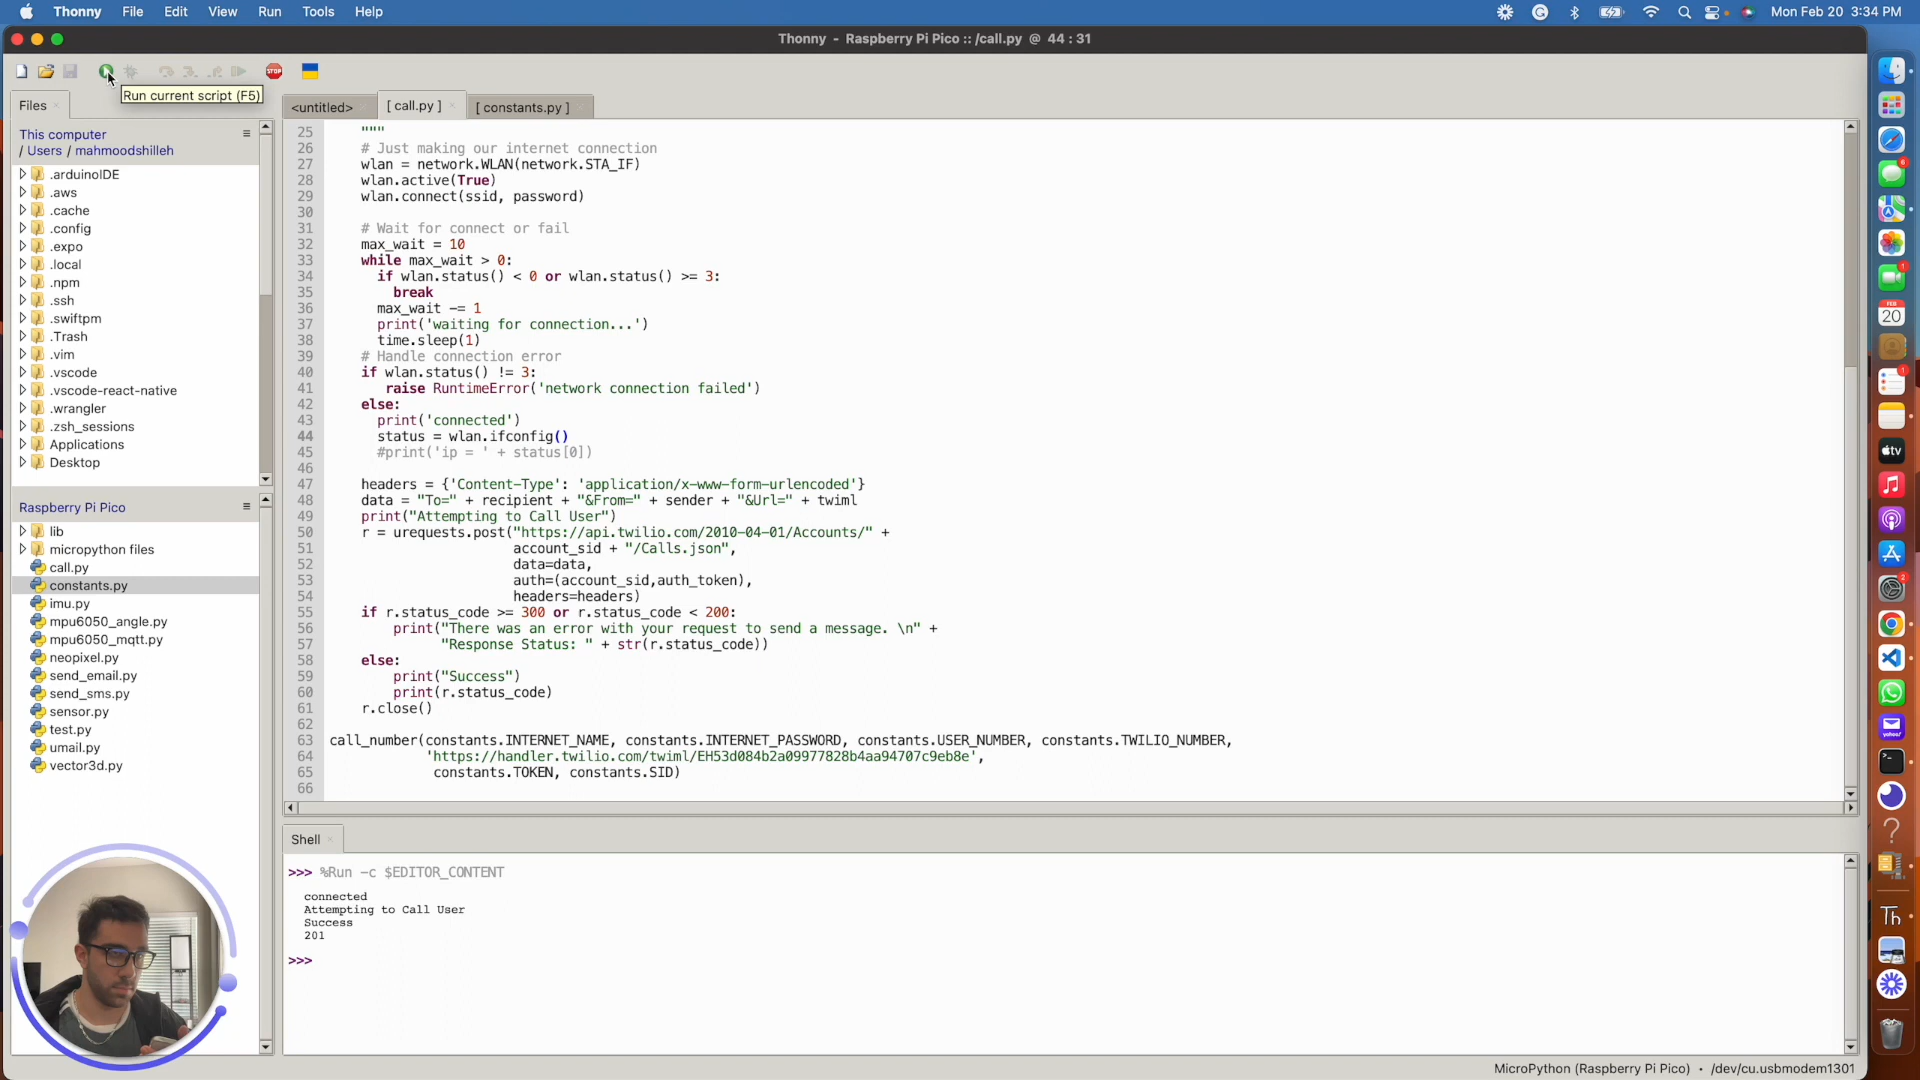 Thonny File Edit View Run Tools Help
Mon Feb 20 3:34 PM
Thonny - Raspberry Pi Pico :: /call.py @ 44 : 31
STOP
Run current script (F5)
Files
<untitled>
[ call.py ]
[ constants.py ]
This computer
/ Users / mahmoodshilleh
.arduinoIDE
.aws
.cache
.config
.expo
.local
.npm
.ssh
.swiftpm
.Trash
.vim
.vscode
.vscode-react-native
.wrangler
.zsh_sessions
Applications
Desktop
Raspberry Pi Pico
lib
micropython files
call.py
constants.py
imu.py
mpu6050_angle.py
mpu6050_mqtt.py
neopixel.py
send_email.py
send_sms.py
sensor.py
test.py
umail.py
vector3d.py
25 """
26 # Just making our internet connection
27 wlan = network.WLAN(network.STA_IF)
28 wlan.active(True)
29 wlan.connect(ssid, password)
30
31 # Wait for connect or fail
32 max_wait = 10
33 while max_wait > 0:
34 if wlan.status() < 0 or wlan.status() >= 3:
35 break
36 max_wait -= 1
37 print('waiting for connection...')
38 time.sleep(1)
39 # Handle connection error
40 if wlan.status() != 3:
41 raise RuntimeError('network connection failed')
42 else:
43 print('connected')
44 status = wlan.ifconfig()
45 #print('ip = ' + status[0])
46
47 headers = {'Content-Type': 'application/x-www-form-urlencoded'}
48 data = "To=" + recipient + "&From=" + sender + "&Url=" + twiml
49 print("Attempting to Call User")
50 r = urequests.post("https://api.twilio.com/2010-04-01/Accounts/" +
51 account_sid + "/Calls.json",
52 data=data,
53 auth=(account_sid,auth_token),
54 headers=headers)
55 if r.status_code >= 300 or r.status_code < 200:
56 print("There was an error with your request to send a message. \n" +
57 "Response Status: " + str(r.status_code))
58 else:
59 print("Success")
60 print(r.status_code)
61 r.close()
62
63 call_number(constants.INTERNET_NAME, constants.INTERNET_PASSWORD, constants.USER_NUMBER, constants.TWILIO_NUMBER,
64 'https://handler.twilio.com/twiml/EH53d084b2a09977828b4aa94707c9eb8e',
65 constants.TOKEN, constants.SID)
66
Shell
>>> %Run -c $EDITOR_CONTENT
connected
Attempting to Call User
Success
201
>>>
MicroPython (Raspberry Pi Pico) • /dev/cu.usbmodem1301
FEB
20
tv
Th